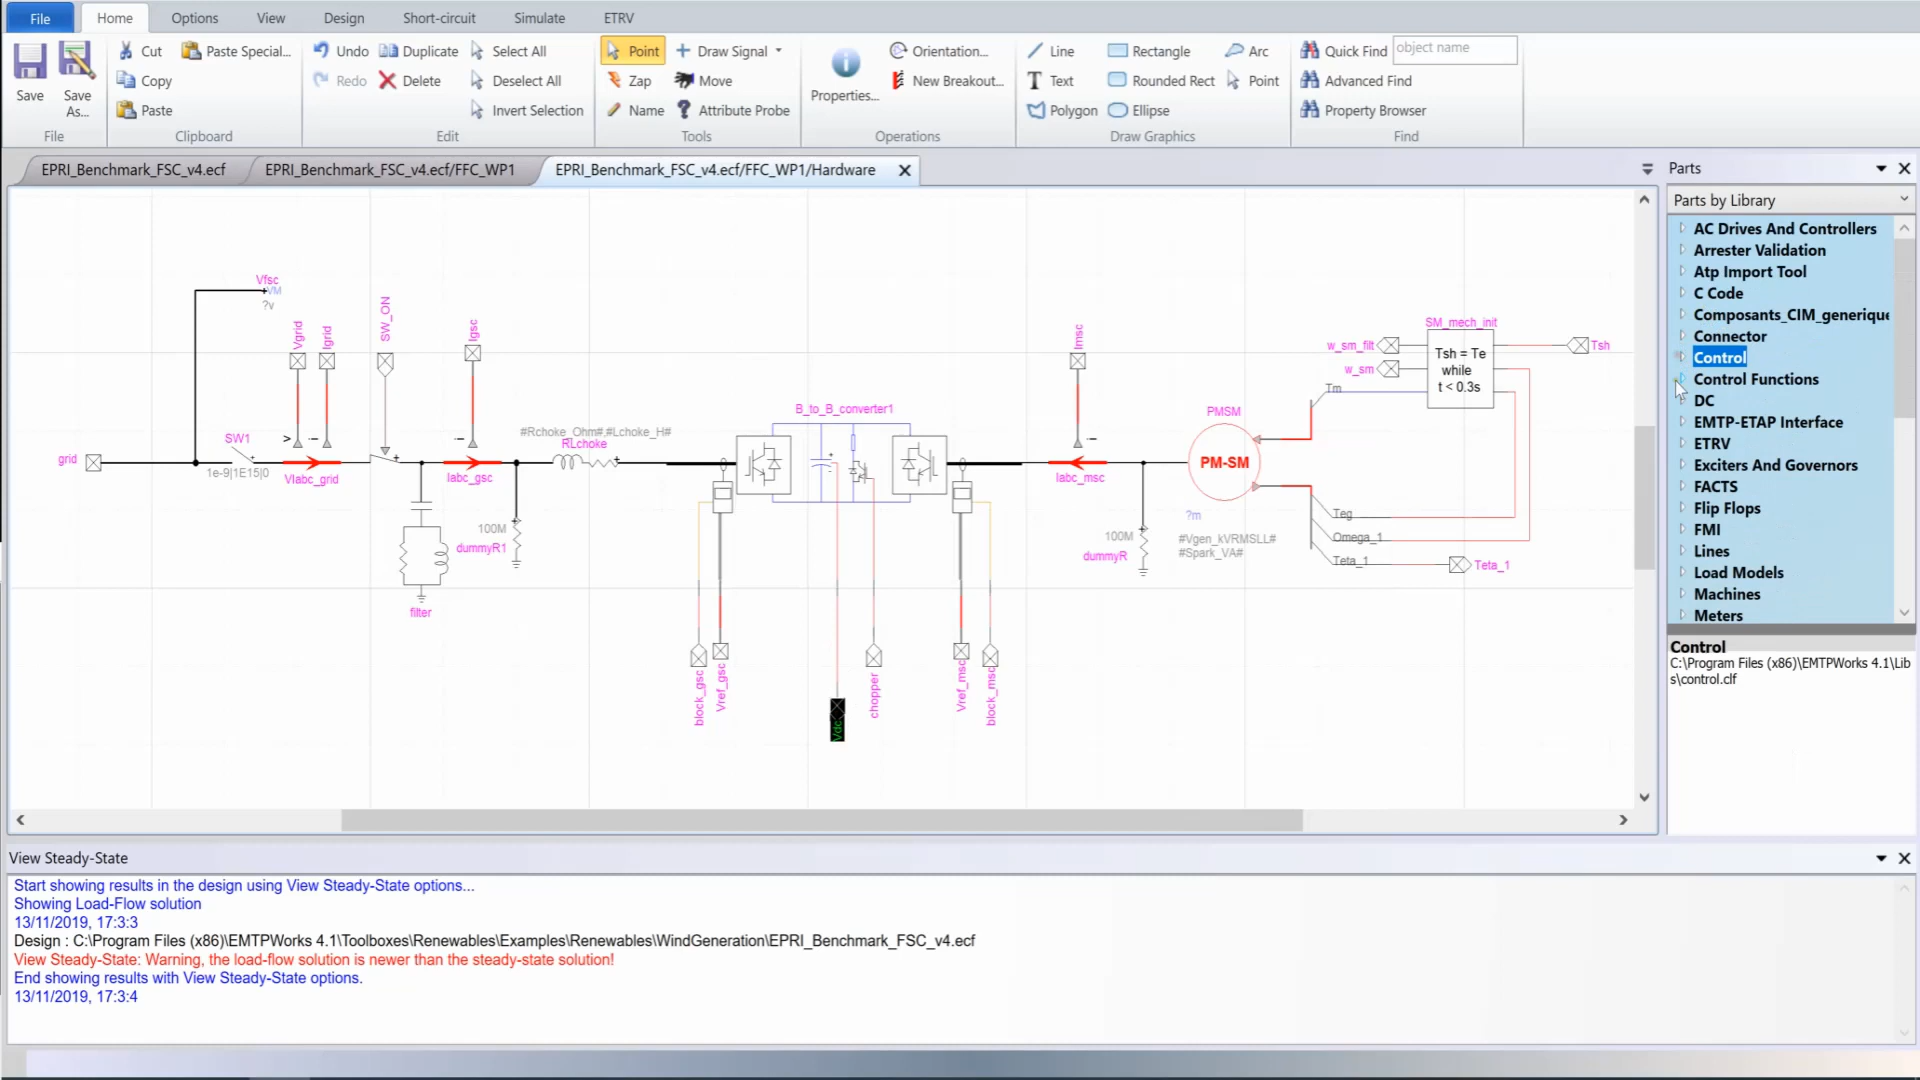 File
Home
Options
View
Design
Short-circuit
Simulate
ETRV
Save
Save As...
File
Cut
Copy
Paste
Paste Special...
Clipboard
Undo
Redo
Duplicate
Delete
Select All
Deselect All
Invert Selection
Edit
Point
Zap
Name
Draw Signal
Move
Attribute Probe
Tools
Properties...
Orientation...
New Breakout...
Operations
Line
Text
Polygon
Rectangle
Rounded Rect
Ellipse
Arc
Point
Draw Graphics
Quick Find
object name
Advanced Find
Property Browser
Find
EPRI_Benchmark_FSC_v4.ecf
EPRI_Benchmark_FSC_v4.ecf/FFC_WP1
EPRI_Benchmark_FSC_v4.ecf/FFC_WP1/Hardware
Vfsc
VM
?v
Vgrid
Igrid
SW_ON
Igsc
grid
SW1
1e-9|1E15|0
VIabc_grid
Iabc_gsc
#Rchoke_Ohm#,#Lchoke_H#
RLchoke
100M
dummyR1
filter
B_to_B_converter1
block_gsc
Vref_gsc
Vdc
chopper
Vref_msc
block_msc
Imsc
Iabc_msc
100M
dummyR
PMSM
PM-SM
?m
#Vgen_kVRMSLL#
#Spark_VA#
SM_mech_init
w_sm_filt
w_sm
Tm
Tsh = Te
while
t < 0.3s
Tsh
Teg
Omega_1
Teta_1
Teta_1
Parts
Parts by Library
AC Drives And Controllers
Arrester Validation
Atp Import Tool
C Code
Composants_CIM_generique
Connector
Control
Control Functions
DC
EMTP-ETAP Interface
ETRV
Exciters And Governors
FACTS
Flip Flops
FMI
Lines
Load Models
Machines
Meters
Control
C:\Program Files (x86)\EMTPWorks 4.1\Lib
s\control.clf
View Steady-State
Start showing results in the design using View Steady-State options...
Showing Load-Flow solution
13/11/2019, 17:3:3
Design : C:\Program Files (x86)\EMTPWorks 4.1\Toolboxes\Renewables\Examples\Renewables\WindGeneration\EPRI_Benchmark_FSC_v4.ecf
View Steady-State: Warning, the load-flow solution is newer than the steady-state solution!
End showing results with View Steady-State options.
13/11/2019, 17:3:4